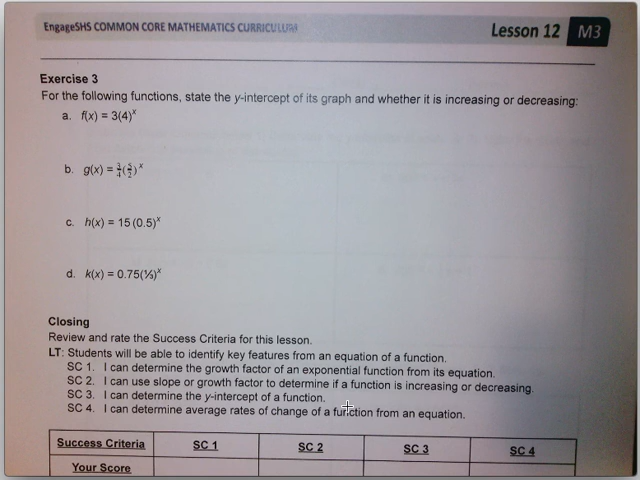 EngageSHS COMMON CORE MATHEMATICS CURRICULUM
Lesson 12 M3
Exercise 3
For the following functions, state the y-intercept of its graph and whether it is increasing or decreasing:
a. f(x) = 3(4)ˣ
b. g(x) = ¾(5/2)ˣ
c. h(x) = 15 (0.5)ˣ
d. k(x) = 0.75(⅓)ˣ
Closing
Review and rate the Success Criteria for this lesson.
LT: Students will be able to identify key features from an equation of a function.
SC 1. I can determine the growth factor of an exponential function from its equation.
SC 2. I can use slope or growth factor to determine if a function is increasing or decreasing.
SC 3. I can determine the y-intercept of a function.
SC 4. I can determine average rates of change of a function from an equation.
Success Criteria SC 1 SC 2 SC 3 SC 4
Your Score